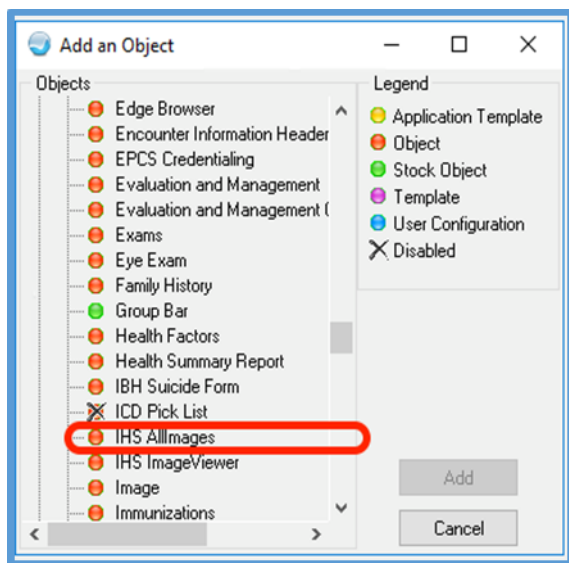 Add an Object
Objects
Edge Browser
Encounter Information Header
EPCS Credentialing
Evaluation and Management
Evaluation and Management (
Exams
Eye Exam
Family History
Group Bar
Health Factors
Health Summary Report
IBH Suicide Form
ICD Pick List
IHS AllImages
IHS ImageViewer
Image
Immunizations
Legend
Application Template
Object
Stock Object
Template
User Configuration
Disabled
Add
Cancel